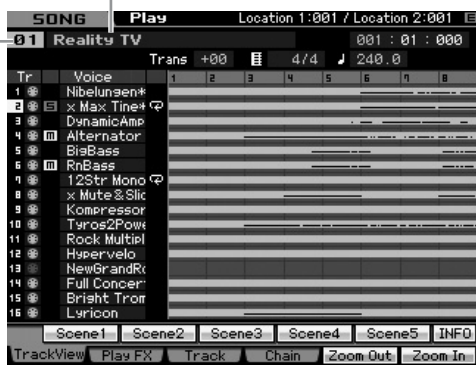 SONG Play Location 1:001 / Location 2:001 E
01 Reality TV 001 : 01 : 000
Trans +00 4/4 240.0
Tr Voice 1 2 3 4 5 6 7 8
1 Nibelungen*
2 S x Max Tine*
3 DynamicAmp
4 m Alternator
5 BigBass
6 m RnBass
7 12Str Mono
8 x Mute&Slic
9 Kompressor
10 Tyros2Powe
11 Rock Multipl
12 Hypervelo
13 NewGrandRo
14 Full Concer
15 Bright Trom
16 Lyricon
Scene1 Scene2 Scene3 Scene4 Scene5 INFO
TrackView Play FX Track Chain Zoom Out Zoom In